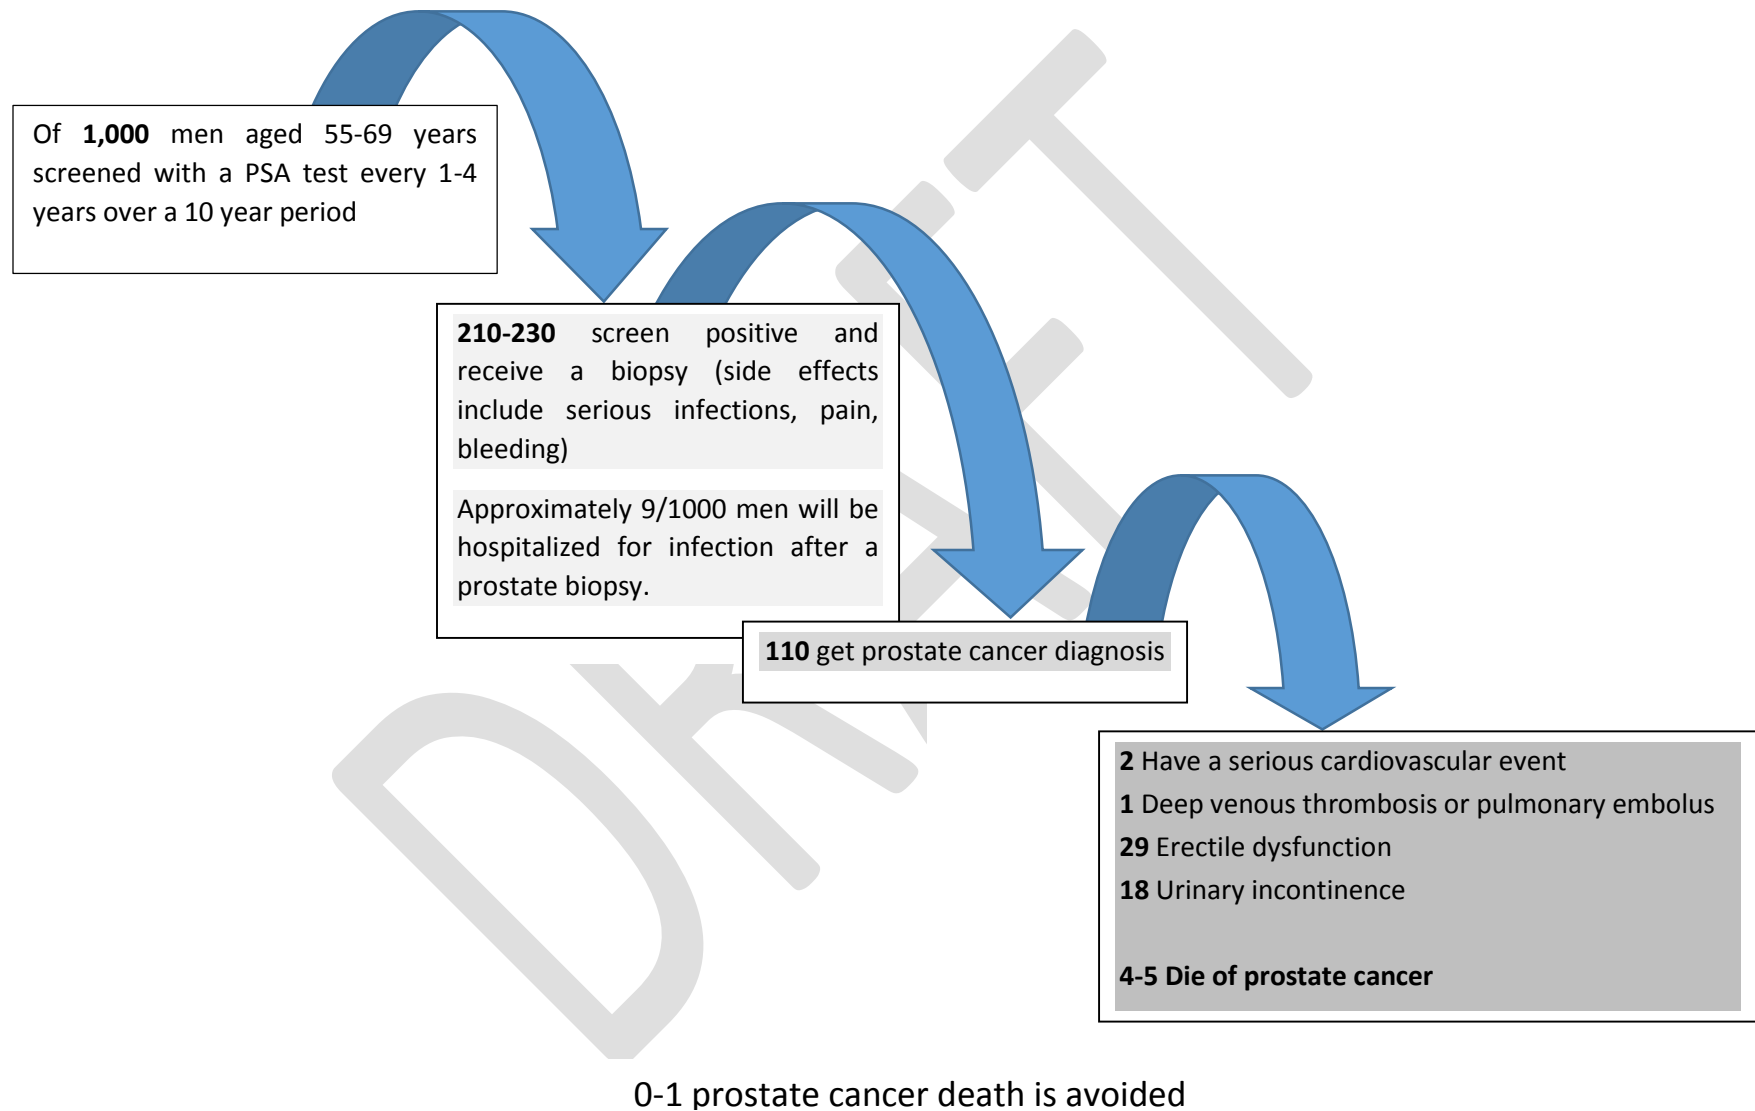 Of 1,000 men aged 55-69 years
screened with a PSA test every 1-4
years over a 10 year period
210-230 screen positive and
receive a biopsy (side effects
include serious infections, pain,
bleeding)
Approximately 9/1000 men will be
hospitalized for infection after a
prostate biopsy.
110 get prostate cancer diagnosis
2 Have a serious cardiovascular event
1 Deep venous thrombosis or pulmonary embolus
29 Erectile dysfunction
18 Urinary incontinence
4-5 Die of prostate cancer
0-1 prostate cancer death is avoided
DRAFT